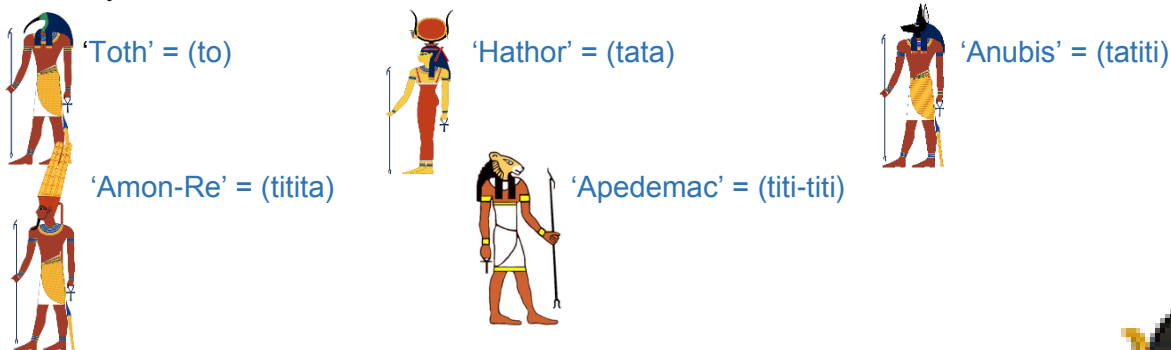 'Toth' = (to)
'Hathor' = (tata)
'Anubis' = (tatiti)
‘Amon-Re’ = (titita)
‘Apedemac’ = (titi-titi)